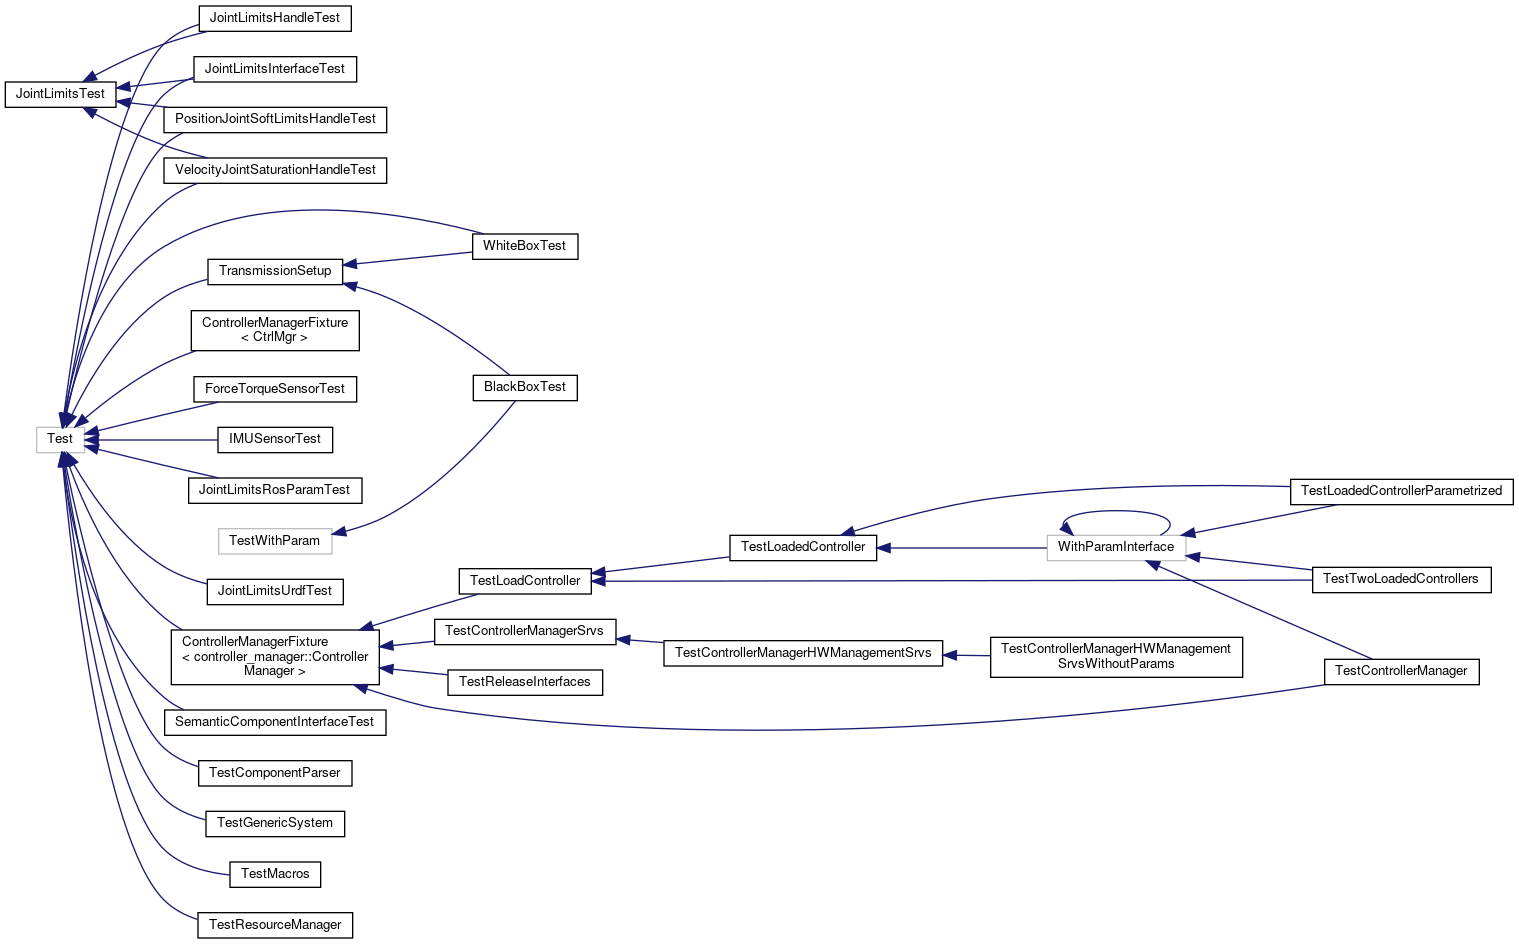 JointLimitsHandleTest
JointLimitsInterfaceTest
JointLimitsTest
PositionJointSoftLimitsHandleTest
VelocityJointSaturationHandleTest
WhiteBoxTest
TransmissionSetup
ControllerManagerFixture
< CtrlMgr >
ForceTorqueSensorTest
BlackBoxTest
Test
IMUSensorTest
JointLimitsRosParamTest
TestLoadedControllerParametrized
TestWithParam
TestLoadedController
WithParamInterface
TestLoadController
TestTwoLoadedControllers
JointLimitsUrdfTest
ControllerManagerFixture
< controller_manager::Controller
Manager >
TestControllerManagerSrvs
TestControllerManagerHWManagementSrvs
TestControllerManagerHWManagement
SrvsWithoutParams
TestControllerManager
TestReleaseInterfaces
SemanticComponentInterfaceTest
TestComponentParser
TestGenericSystem
TestMacros
TestResourceManager